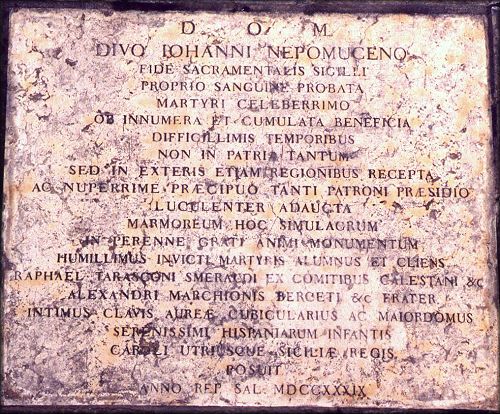 D. O. M.
DIVO IOHANNI NEPOMUCENO
FIDE SACRAMENTALIS SIGILLI
PROPRIO SANGUINE PROBATA
MARTYRI CELEBERRIMO
OB INNUMERA ET CUMULATA BENEFICIA
DIFFICILLIMIS TEMPORIBUS
NON IN PATRIA TANTUM
SED IN EXTERIS ETIAM REGIONIBUS RECEPTA
AC NUPERRIME PRÆCIPUO TANTI PATRONI PRÆSIDIO
LUCULENTER ADAUCTA
MARMOREUM HOC SIMULACRUM
IN PERENNE GRATI ANIMI MONUMENTUM
HUMILLIMUS INVICTI MARTYRIS ALUMNUS ET CLIENS
RAPHAEL TARASCONI SMERALDI EX COMITIBUS CALESTANI &c
ALEXANDRI MARCHIONIS BERCETI &c FRATER
INTIMUS CLAVIS AUREÆ CUBICULARIUS AC MAIORDOMUS
SERENISSIMI HISPANIARUM INFANTIS
CAROLI UTRIUSQUE SICILIÆ REGIS
POSUIT
ANNO REP. SAL. MDCCXXXIX